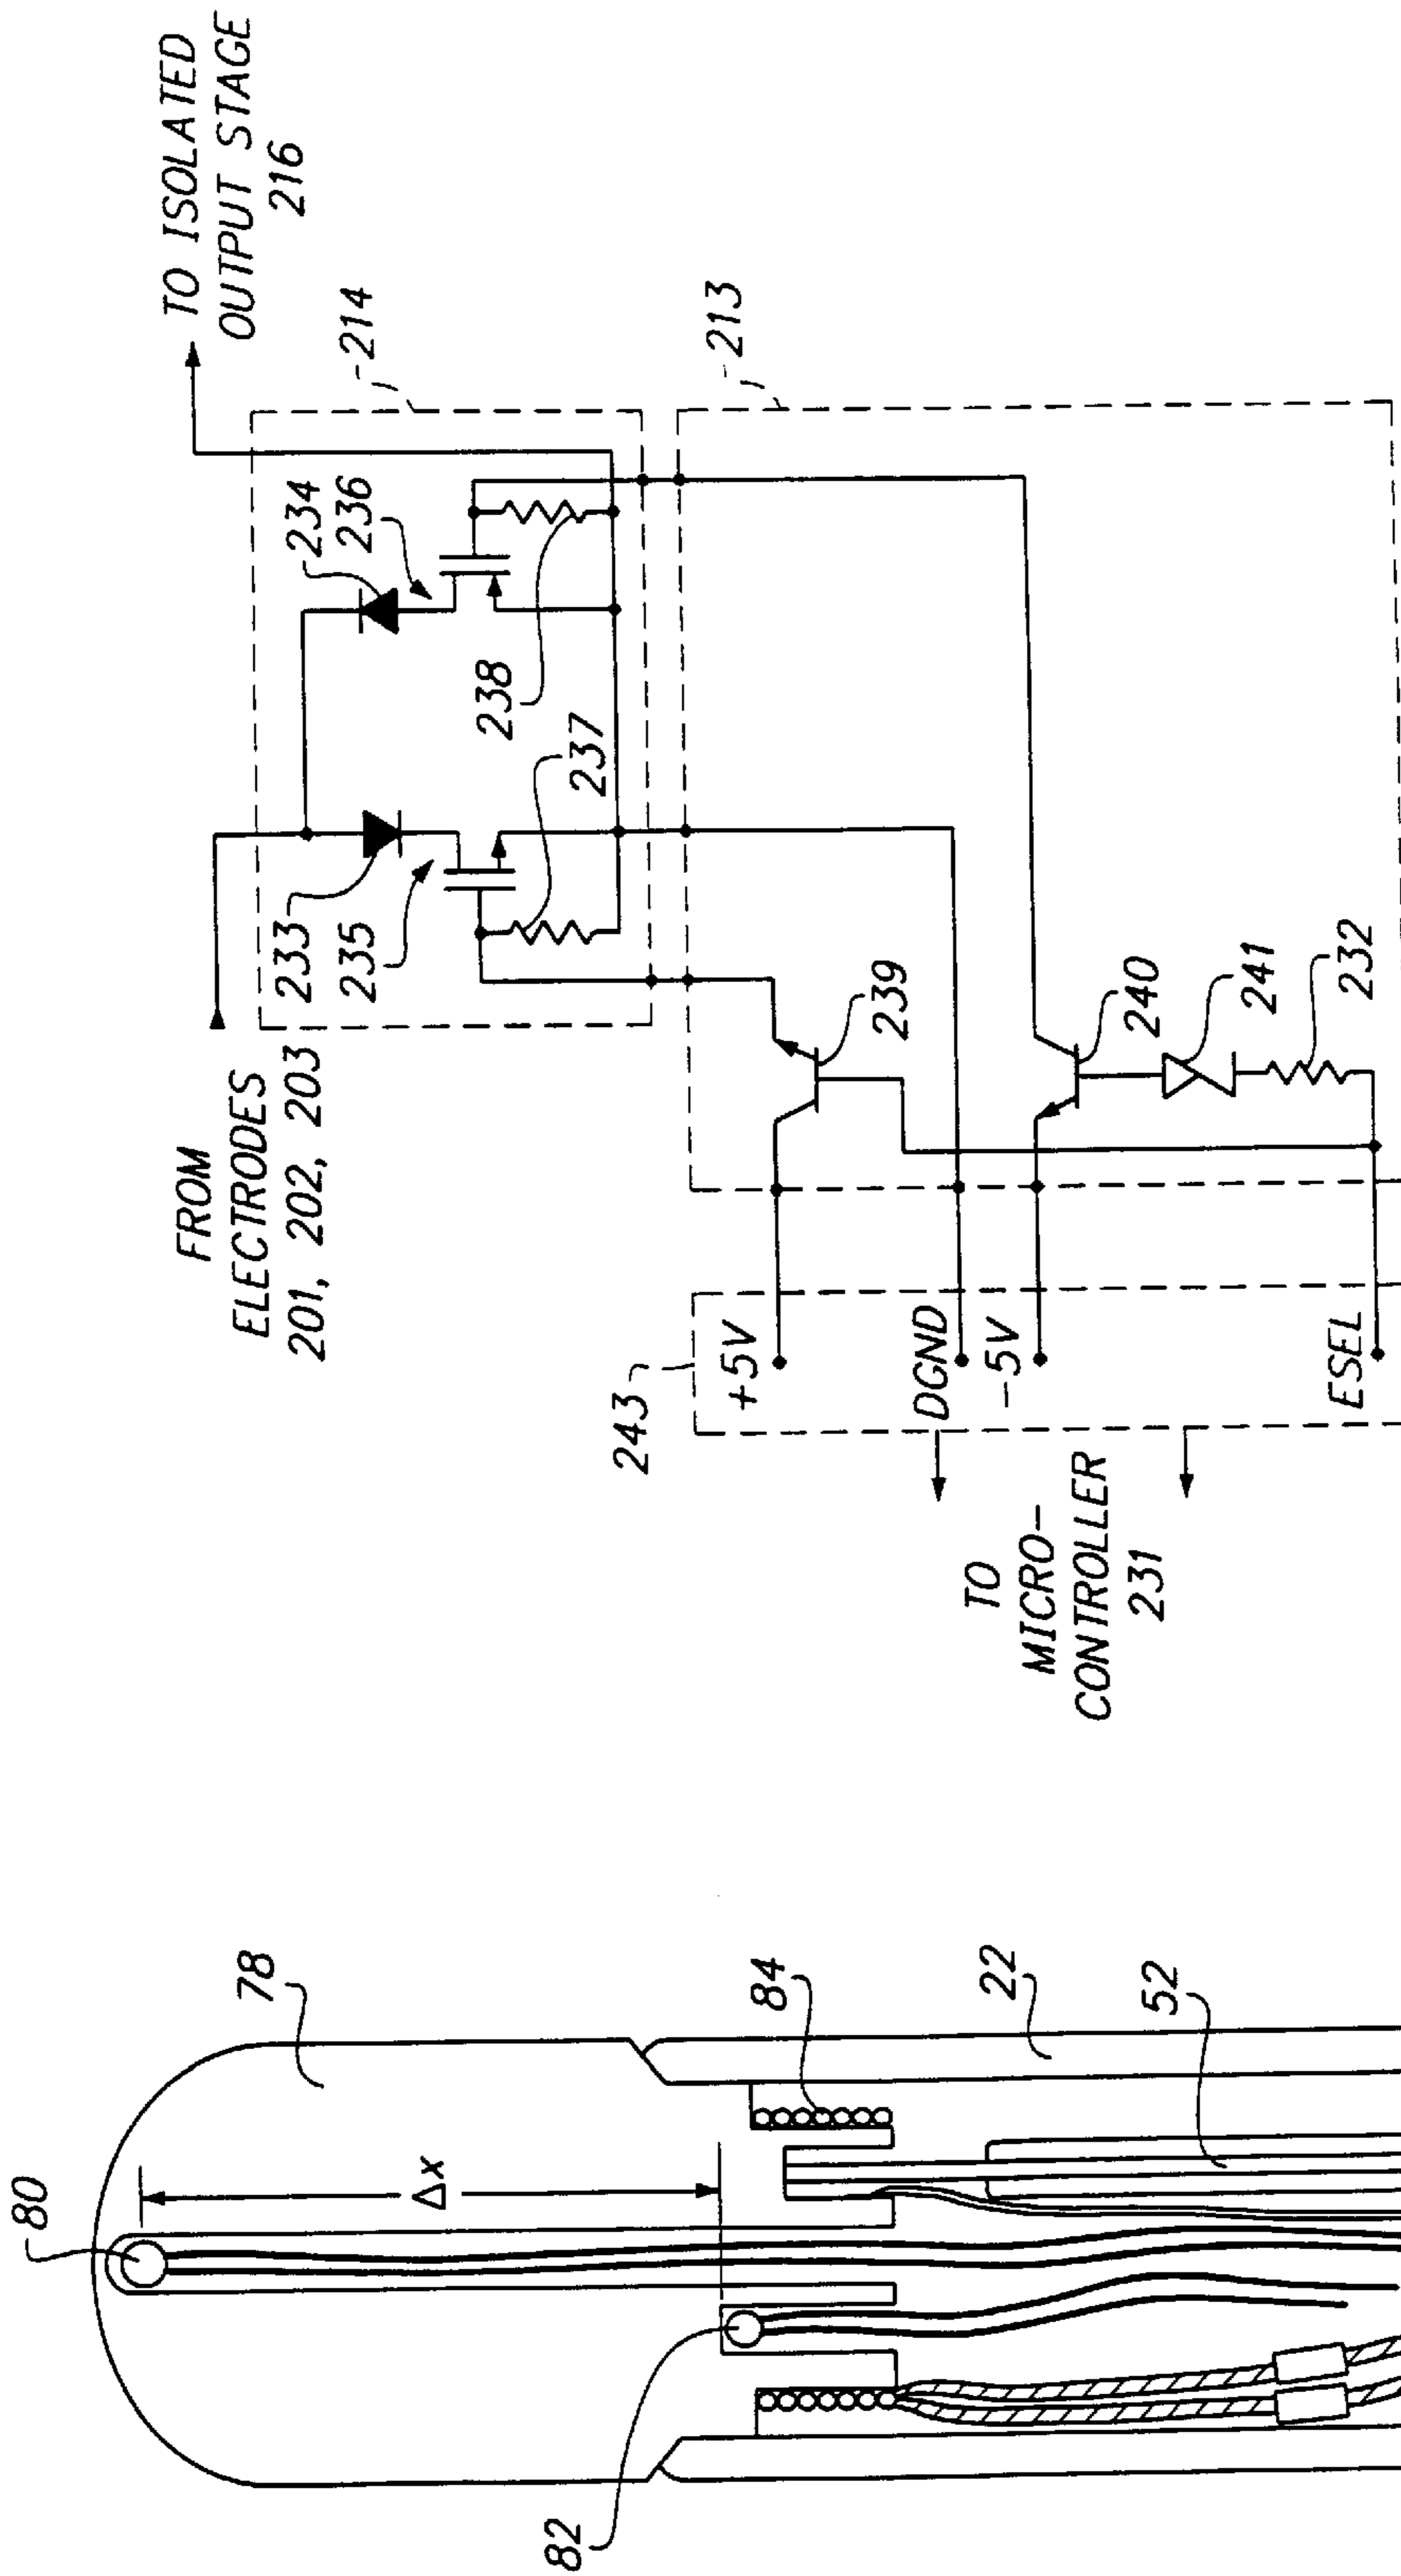 TO ISOLATED
OUTPUT STAGE
216
214
213
234
236
238
237
233
235
FROM
ELECTRODES
201, 202, 203
239
240
241
232
243
+5V
DGND
-5V
ESEL
TO
MICRO-
CONTROLLER
231
80
78
Δx
84
22
52
82